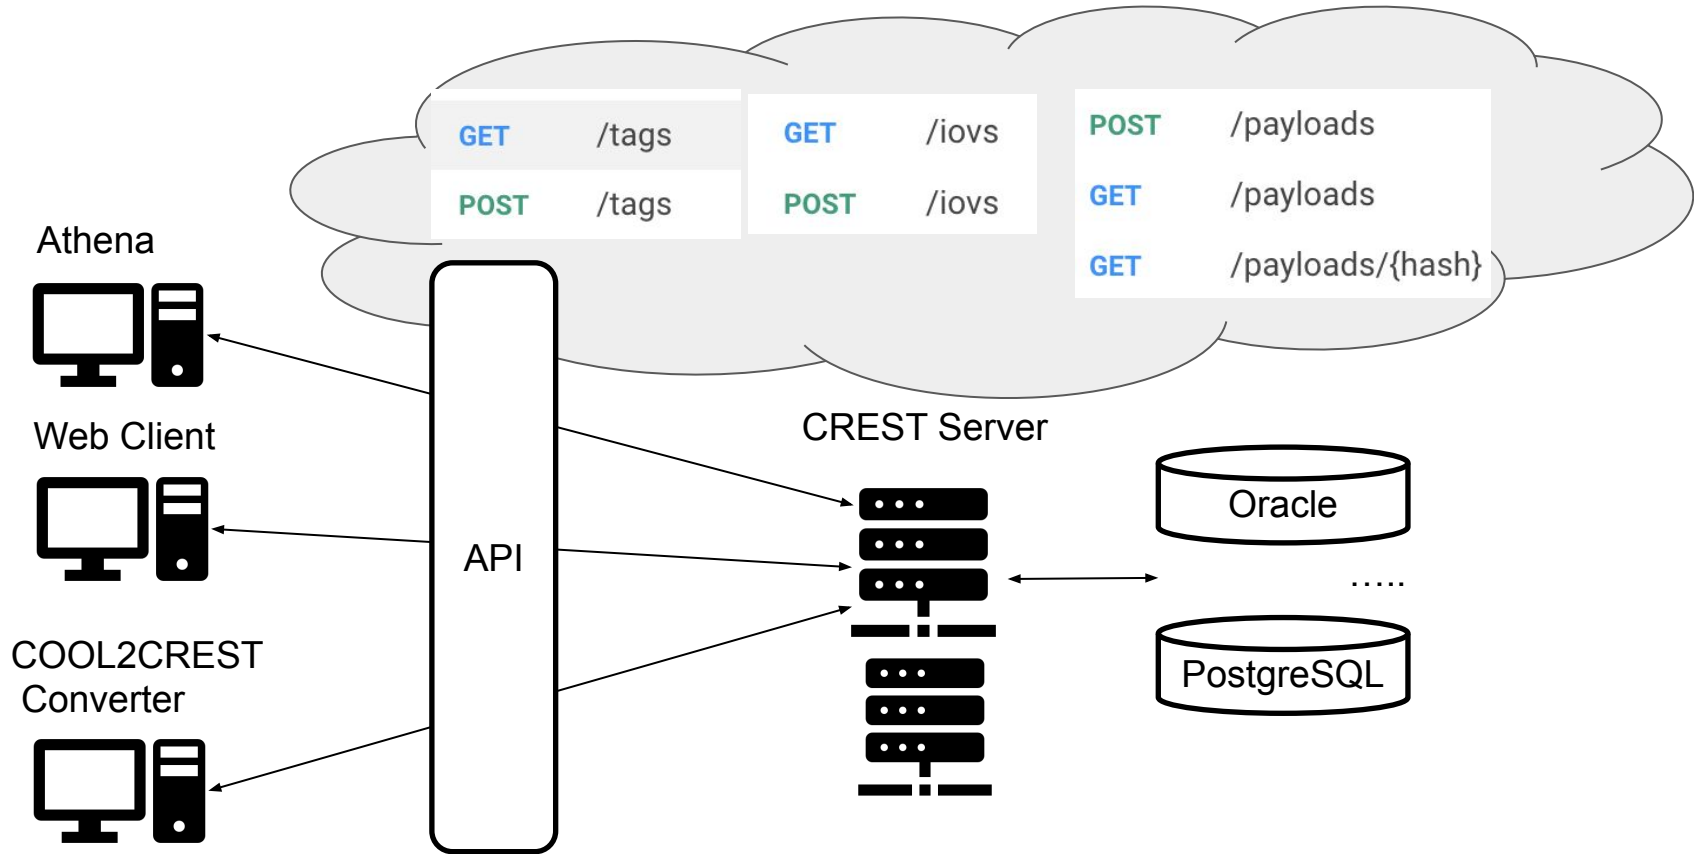 GET /tags
POST /tags
GET /iovs
POST /iovs
POST /payloads
GET /payloads
GET /payloads/{hash}
Athena
Web Client
COOL2CREST
Converter
API
CREST Server
Oracle
…..
PostgreSQL